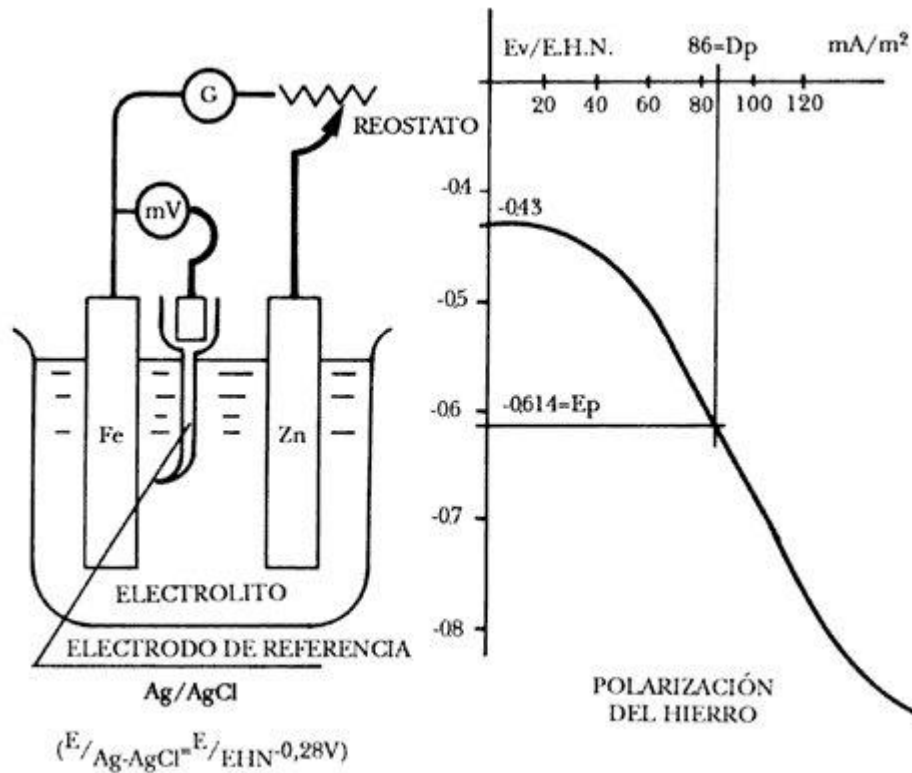 G
REOSTATO
mV
Fe
Zn
ELECTROLITO
ELECTRODO DE REFERENCIA
Ag/AgCl
(E/Ag-AgCl=E/EHN-0,28V)
Ev/E.H.N.
86=Dp
mA/m²
20 40 60 80 100 120
-0.4
-0.43
-0.5
-0.6
-0.614=Ep
-0.7
-0.8
POLARIZACIÓN
DEL HIERRO